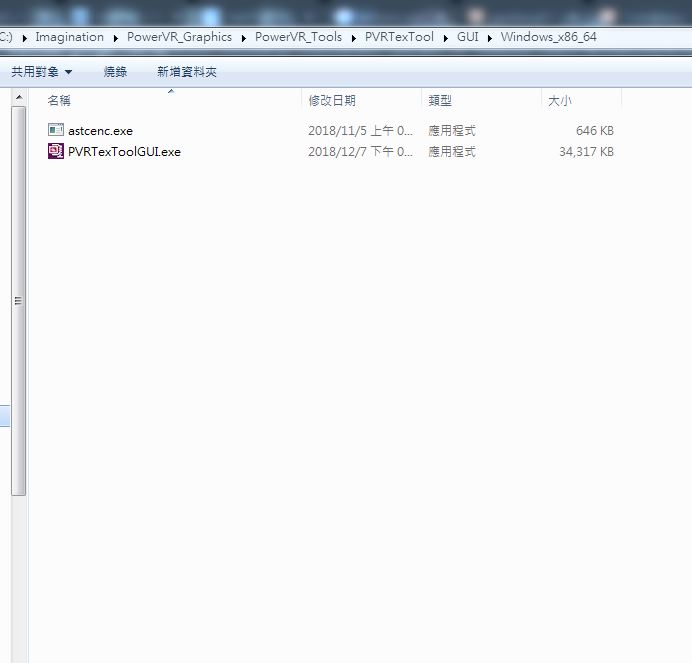 C:) ▸ Imagination ▸ PowerVR_Graphics ▸ PowerVR_Tools ▸ PVRTexTool ▸ GUI ▸ Windows_x86_64
共用對象 燒錄 新增資料夾
名稱 修改日期 類型 大小
astcenc.exe 2018/11/5 上午 0... 應用程式 646 KB
PVRTexToolGUI.exe 2018/12/7 下午 0... 應用程式 34,317 KB